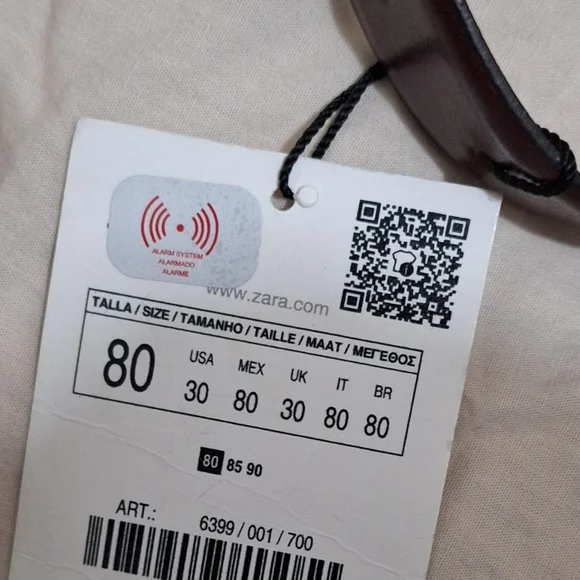 ALARM SYSTEM
ALARMADO
ALARME
www.zara.com
TALLA / SIZE / TAMANHO / TAILLE / MAAT / ΜΕΓΕΘΟΣ
80
USA MEX UK IT BR
30 80 30 80 80
80 85 90
ART.: 6399 / 001 / 700